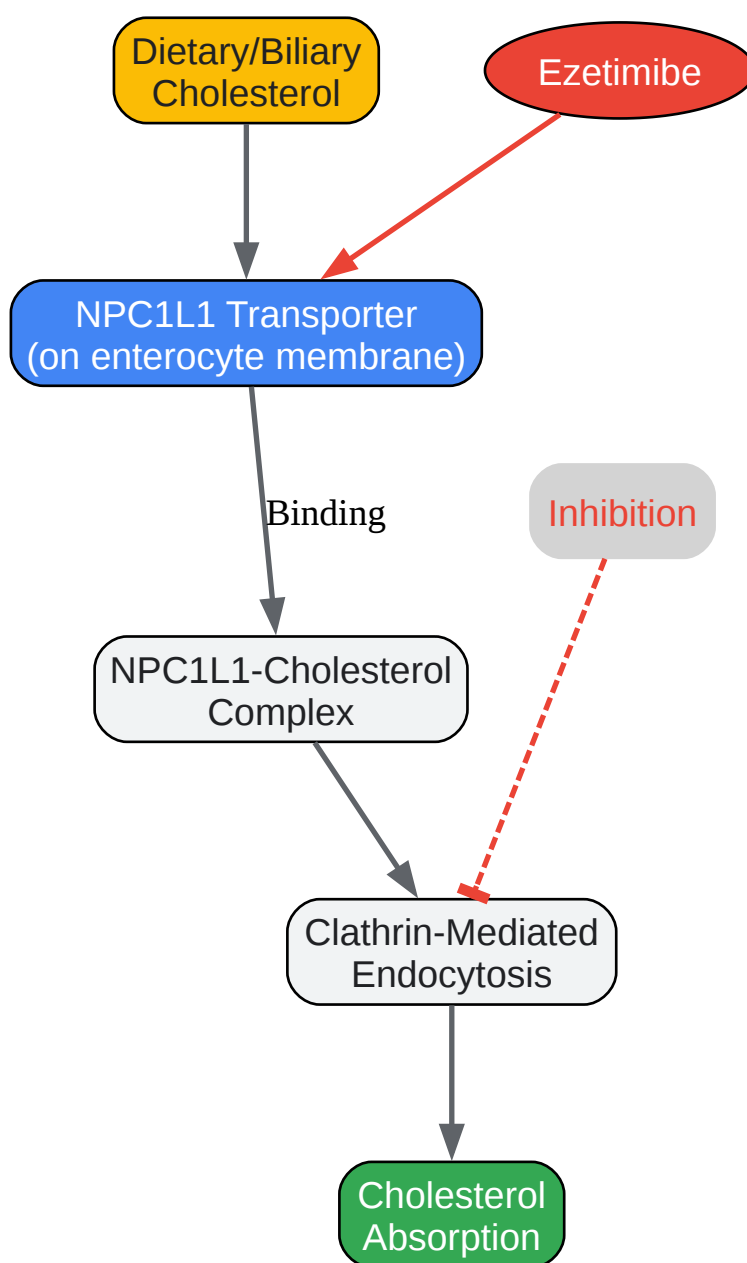 Dietary/Biliary
Cholesterol
Ezetimibe
NPC1L1 Transporter
(on enterocyte membrane)
Binding
Inhibition
NPC1L1-Cholesterol
Complex
Clathrin-Mediated
Endocytosis
Cholesterol
Absorption